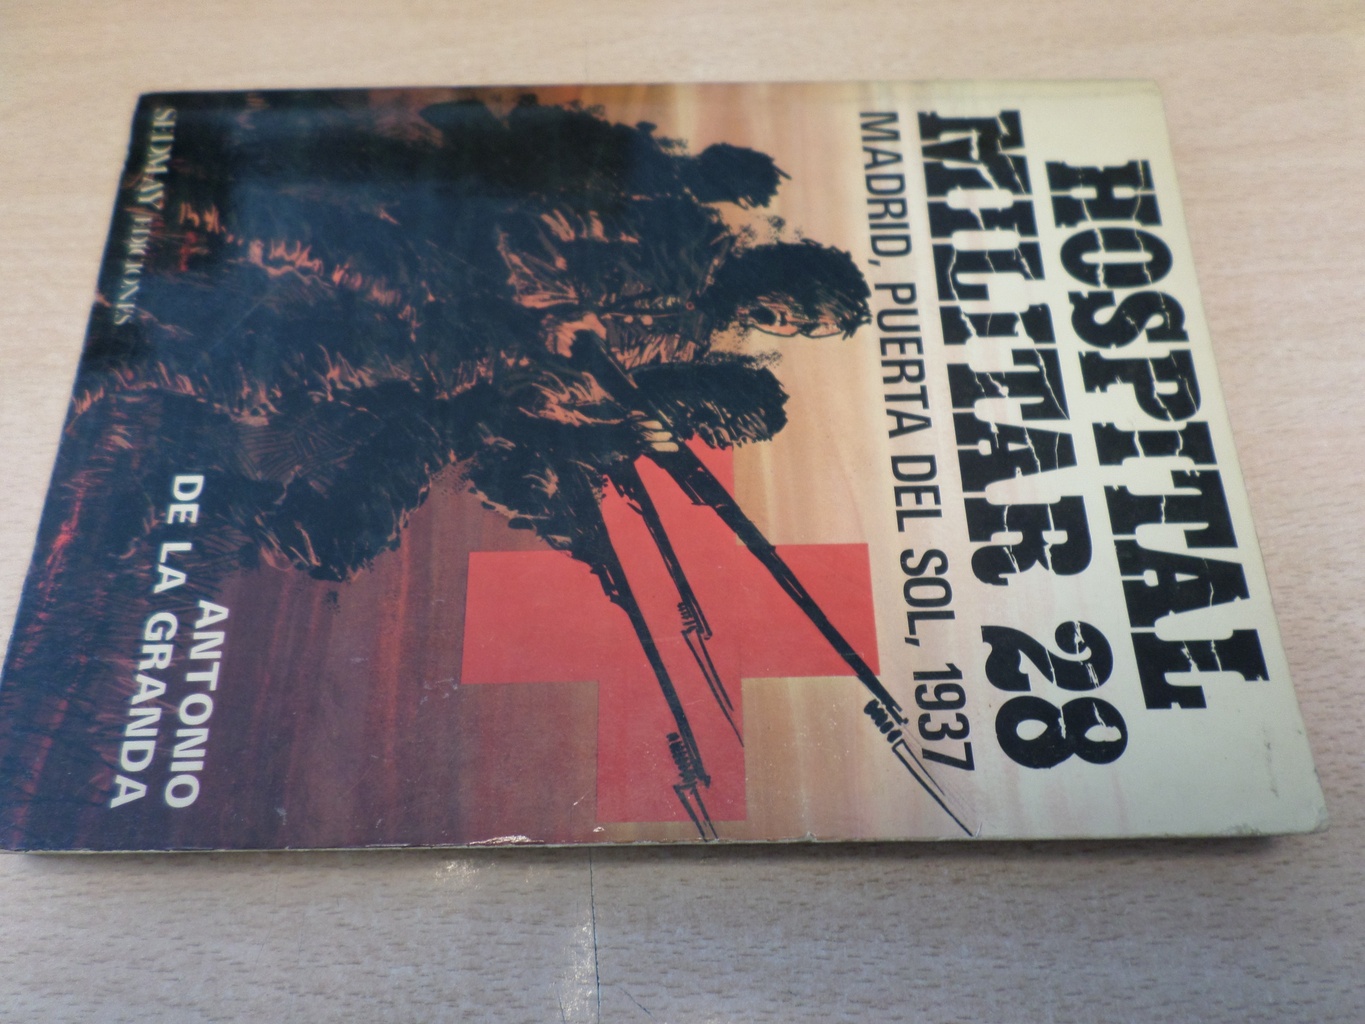 HOSPITAL
MILITAR 28
MADRID, PUERTA DEL SOL, 1937
ANTONIO
DE LA GRANDA
SEDMAY EDICIONES